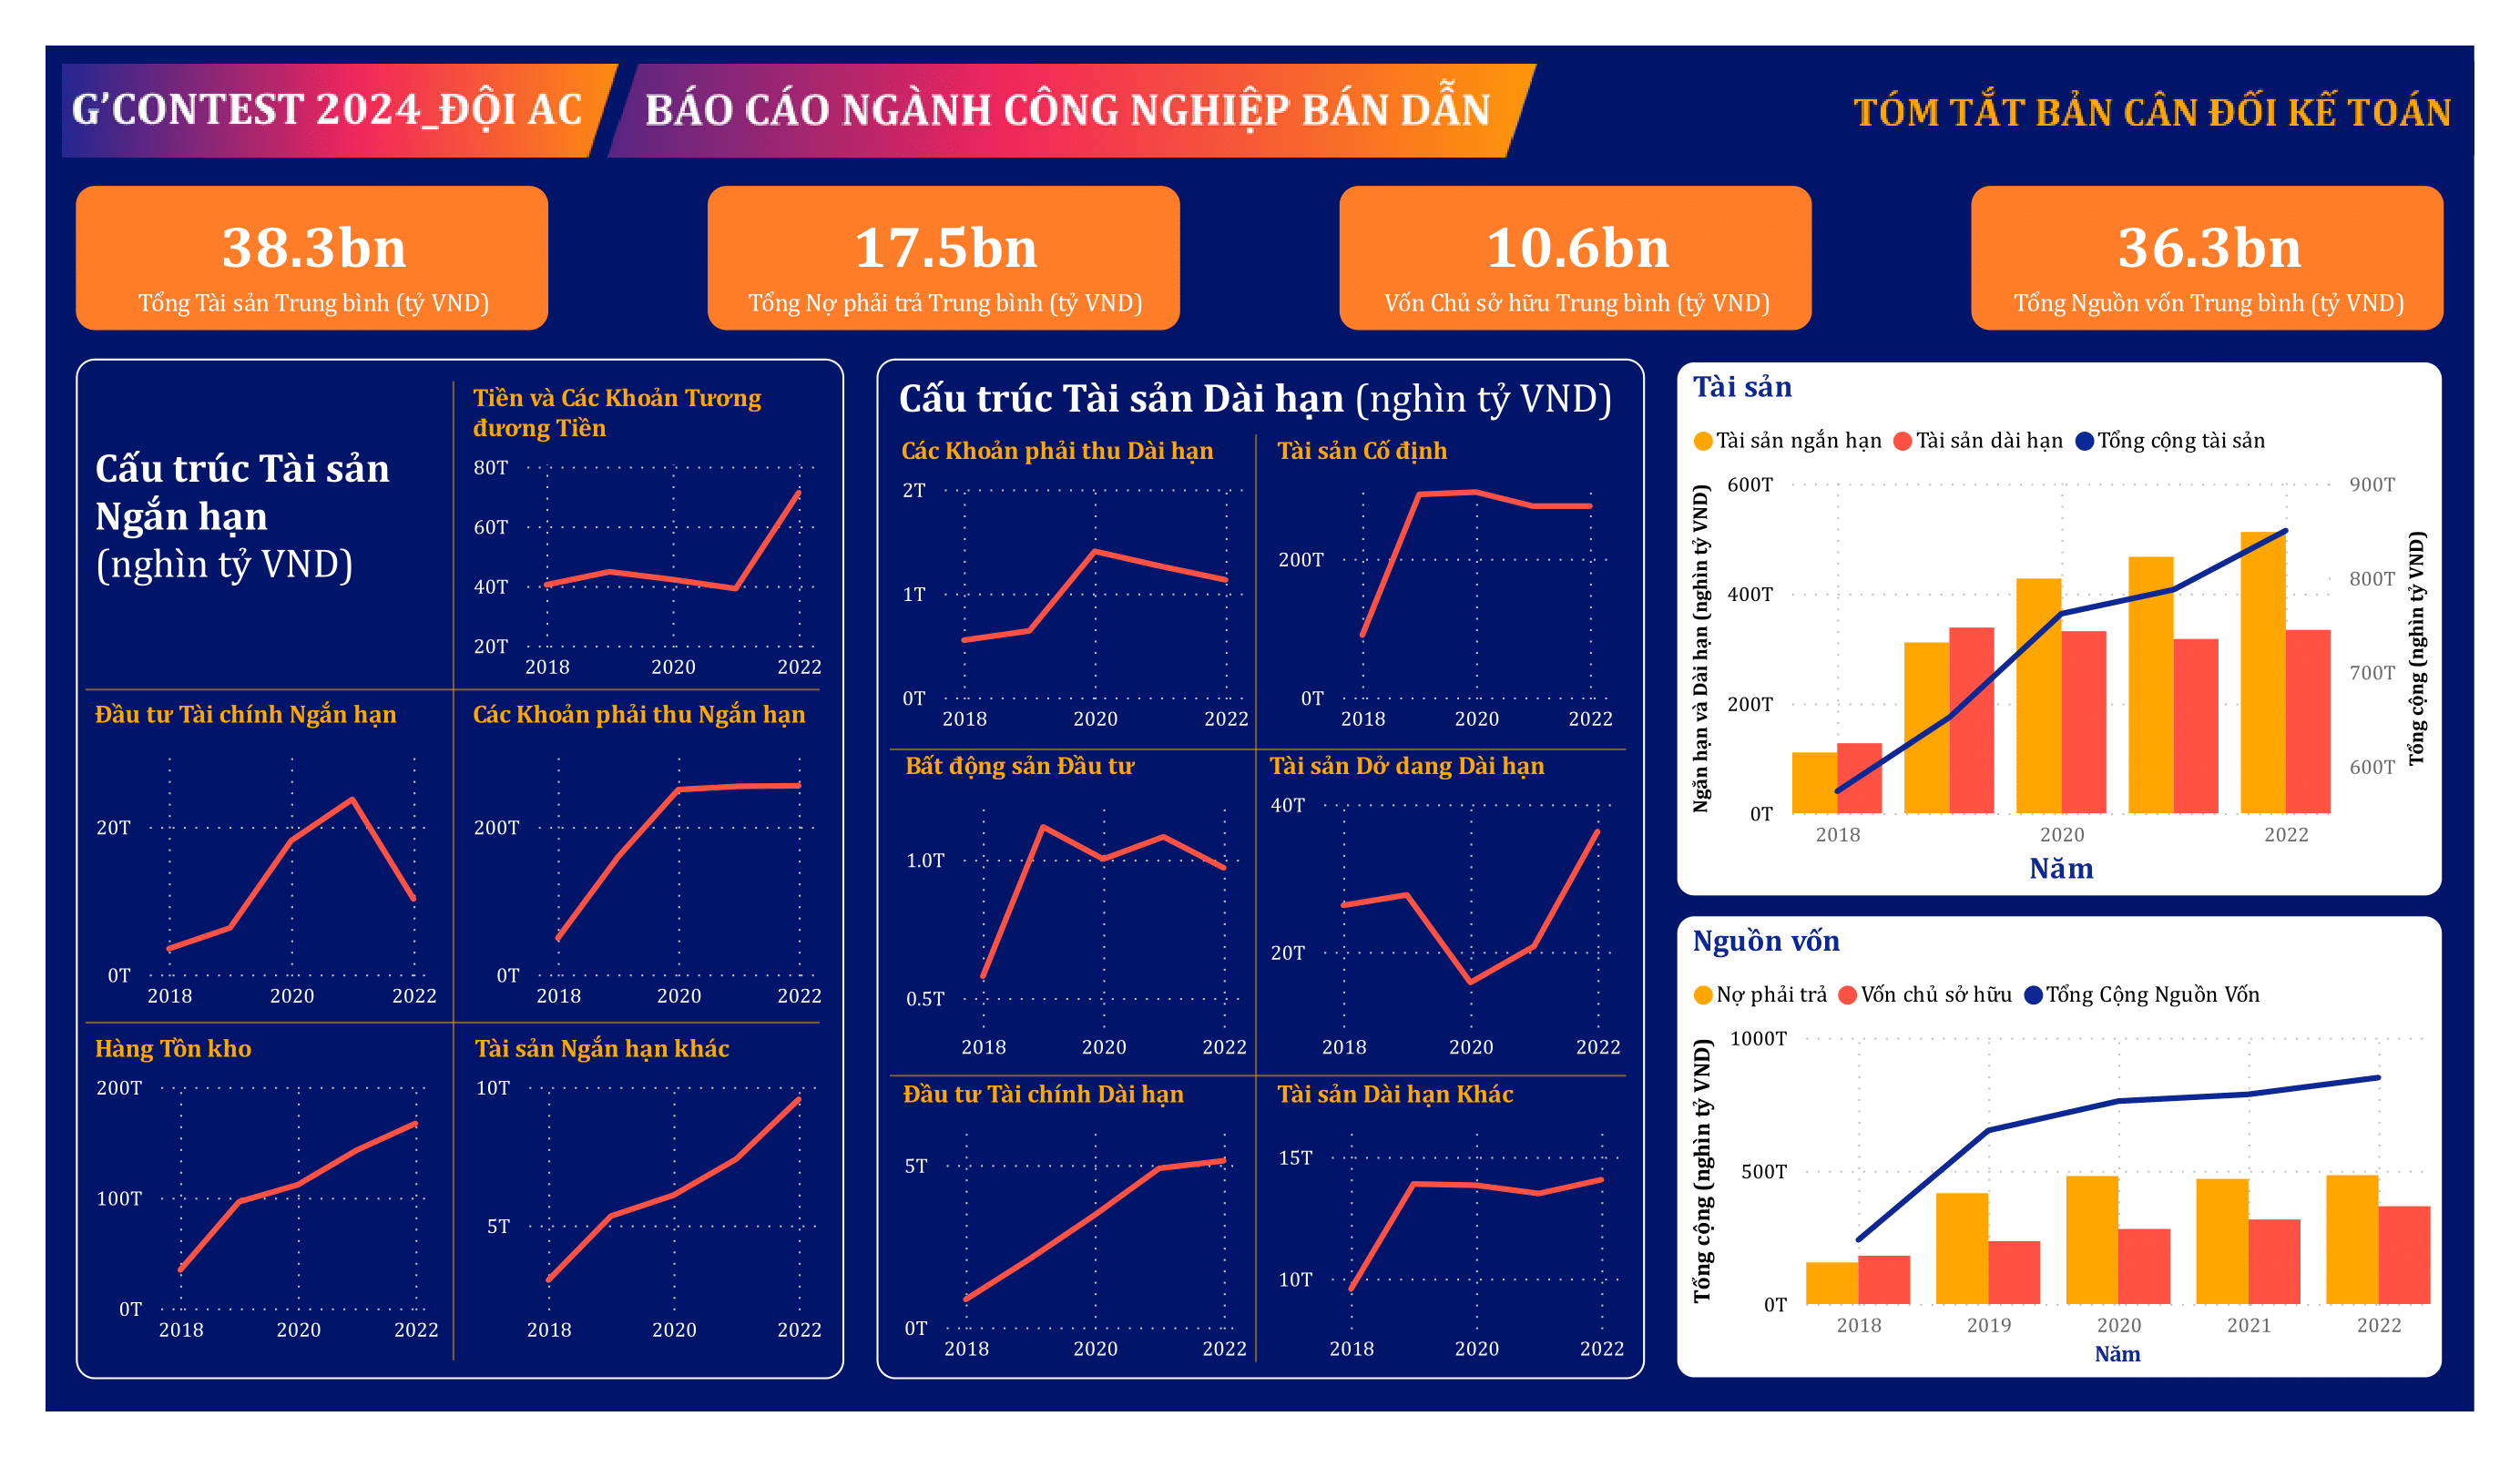 G'CONTEST 2024_ĐỘI AC
BÁO CÁO NGÀNH CÔNG NGHIỆP BÁN DẪN
TÓM TẮT BẢN CÂN ĐỐI KẾ TOÁN
38.3bn
Tổng Tài sản Trung bình (tỷ VND)
17.5bn
Tổng Nợ phải trả Trung bình (tỷ VND)
10.6bn
Vốn Chủ sở hữu Trung bình (tỷ VND)
36.3bn
Tổng Nguồn vốn Trung bình (tỷ VND)
Cấu trúc Tài sản
Ngắn hạn
(nghìn tỷ VND)
Tiền và Các Khoản Tương
đương Tiền
80T
60T
40T
20T
2018 2020 2022
Đầu tư Tài chính Ngắn hạn
20T
0T
2018 2020 2022
Các Khoản phải thu Ngắn hạn
200T
0T
2018 2020 2022
Hàng Tồn kho
200T
100T
0T
2018 2020 2022
Tài sản Ngắn hạn khác
10T
5T
2018 2020 2022
Cấu trúc Tài sản Dài hạn (nghìn tỷ VND)
Các Khoản phải thu Dài hạn
2T
1T
0T
2018 2020 2022
Tài sản Cố định
200T
0T
2018 2020 2022
Bất động sản Đầu tư
1.0T
0.5T
2018 2020 2022
Tài sản Dở dang Dài hạn
40T
20T
2018 2020 2022
Đầu tư Tài chính Dài hạn
5T
0T
2018 2020 2022
Tài sản Dài hạn Khác
15T
10T
2018 2020 2022
Tài sản
Tài sản ngắn hạn Tài sản dài hạn Tổng cộng tài sản
Ngắn hạn và Dài hạn (nghìn tỷ VND)
600T
400T
200T
0T
900T
800T
700T
600T
Tổng cộng (nghìn tỷ VND)
2018 2020 2022
Năm
Nguồn vốn
Nợ phải trả Vốn chủ sở hữu Tổng Cộng Nguồn Vốn
Tổng cộng (nghìn tỷ VND)
1000T
500T
0T
2018 2019 2020 2021 2022
Năm